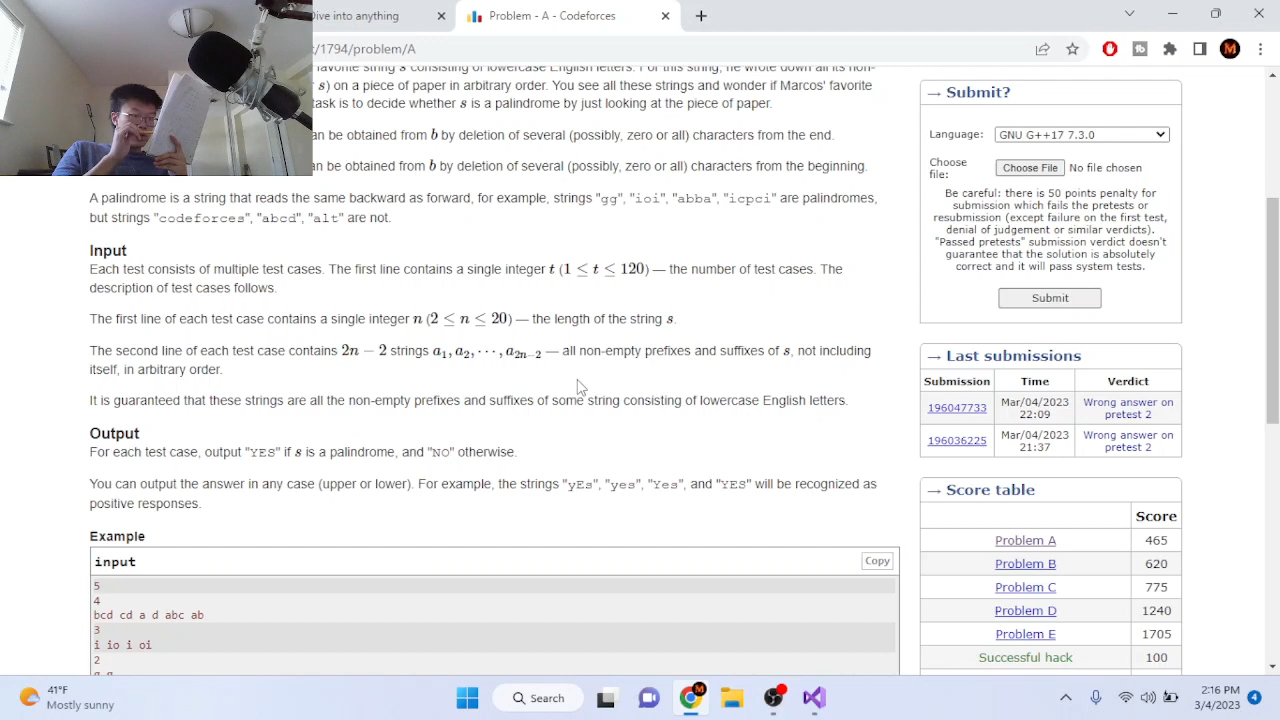 Dive into anything
Problem - A - Codeforces
t/1794/problem/A
favorite string s consisting of lowercase English letters. For this string, he wrote down all its non-
r s) on a piece of paper in arbitrary order. You see all these strings and wonder if Marcos' favorite
task is to decide whether s is a palindrome by just looking at the piece of paper.
an be obtained from b by deletion of several (possibly, zero or all) characters from the end.
an be obtained from b by deletion of several (possibly, zero or all) characters from the beginning.
A palindrome is a string that reads the same backward as forward, for example, strings "gg", "ioi", "abba", "icpci" are palindromes,
but strings "codeforces", "abcd", "alt" are not.
Input
Each test consists of multiple test cases. The first line contains a single integer t (1 ≤ t ≤ 120) — the number of test cases. The
description of test cases follows.
The first line of each test case contains a single integer n (2 ≤ n ≤ 20) — the length of the string s.
The second line of each test case contains 2n − 2 strings a1, a2, ⋯, a2n−2 — all non-empty prefixes and suffixes of s, not including
itself, in arbitrary order.
It is guaranteed that these strings are all the non-empty prefixes and suffixes of some string consisting of lowercase English letters.
Output
For each test case, output "YES" if s is a palindrome, and "NO" otherwise.
You can output the answer in any case (upper or lower). For example, the strings "yEs", "yes", "Yes", and "YES" will be recognized as
positive responses.
Example
input
Copy
5
4
bcd cd a d abc ab
3
i io i oi
2
g g
→ Submit?
Language: GNU G++17 7.3.0
Choose file: Choose File No file chosen
Be careful: there is 50 points penalty for
submission which fails the pretests or
resubmission (except failure on the first test,
denial of judgement or similar verdicts).
"Passed pretests" submission verdict doesn't
guarantee that the solution is absolutely
correct and it will pass system tests.
Submit
→ Last submissions
Submission Time Verdict
196047733 Mar/04/2023 22:09 Wrong answer on pretest 2
196036225 Mar/04/2023 21:37 Wrong answer on pretest 2
→ Score table
Score
Problem A 465
Problem B 620
Problem C 775
Problem D 1240
Problem E 1705
Successful hack 100
41°F
Mostly sunny
Search
2:16 PM
3/4/2023
4